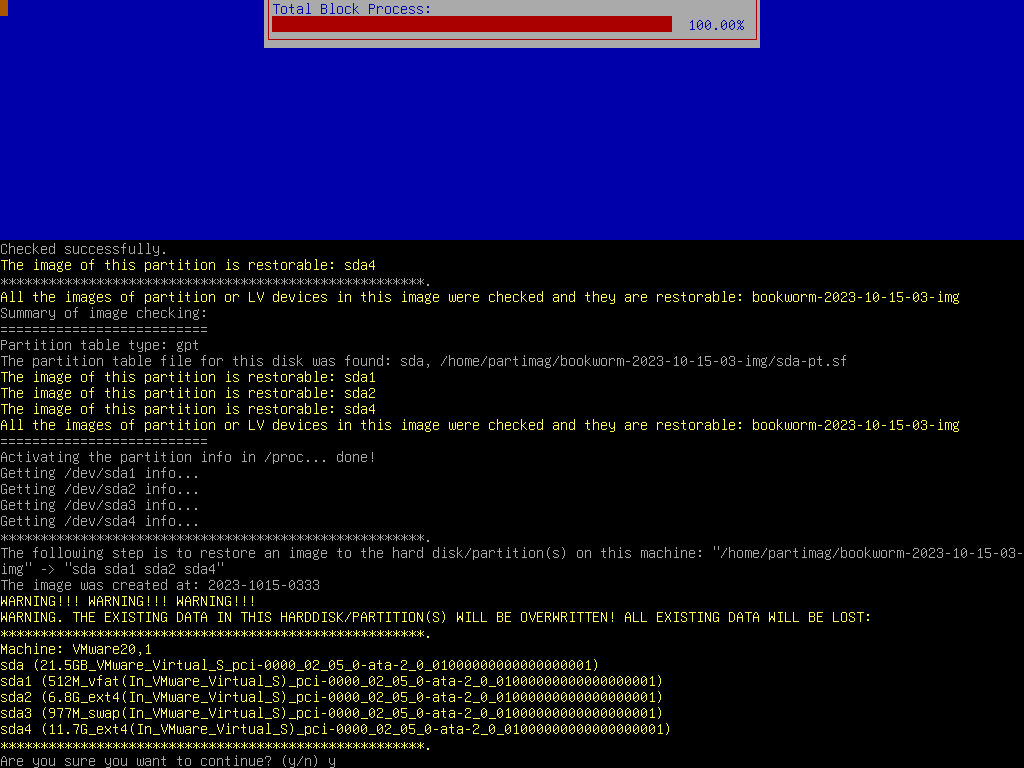 Total Block Process:
100.00%
Checked successfully.
The image of this partition is restorable: sda4
*****************************************************.
All the images of partition or LV devices in this image were checked and they are restorable: bookworm-2023-10-15-03-img
Summary of image checking:
==========================
Partition table type: gpt
The partition table file for this disk was found: sda, /home/partimag/bookworm-2023-10-15-03-img/sda-pt.sf
The image of this partition is restorable: sda1
The image of this partition is restorable: sda2
The image of this partition is restorable: sda4
All the images of partition or LV devices in this image were checked and they are restorable: bookworm-2023-10-15-03-img
==========================
Activating the partition info in /proc... done!
Getting /dev/sda1 info...
Getting /dev/sda2 info...
Getting /dev/sda3 info...
Getting /dev/sda4 info...
*****************************************************.
The following step is to restore an image to the hard disk/partition(s) on this machine: "/home/partimag/bookworm-2023-10-15-03-
img" -> "sda sda1 sda2 sda4"
The image was created at: 2023-1015-0333
WARNING!!! WARNING!!! WARNING!!!
WARNING. THE EXISTING DATA IN THIS HARDDISK/PARTITION(S) WILL BE OVERWRITTEN! ALL EXISTING DATA WILL BE LOST:
*****************************************************.
Machine: VMware20,1
sda (21.5GB_VMware_Virtual_S_pci-0000_02_05_0-ata-2_0_01000000000000000001)
sda1 (512M_vfat(In_VMware_Virtual_S)_pci-0000_02_05_0-ata-2_0_01000000000000000001)
sda2 (6.8G_ext4(In_VMware_Virtual_S)_pci-0000_02_05_0-ata-2_0_01000000000000000001)
sda3 (977M_swap(In_VMware_Virtual_S)_pci-0000_02_05_0-ata-2_0_01000000000000000001)
sda4 (11.7G_ext4(In_VMware_Virtual_S)_pci-0000_02_05_0-ata-2_0_01000000000000000001)
*****************************************************.
Are you sure you want to continue? (y/n) y